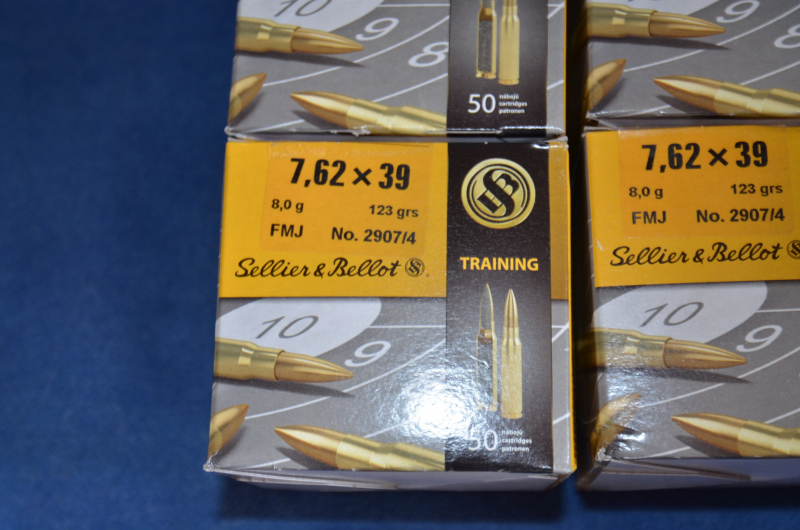 10
9
8
50 nábojů
cartridges
patronen
10
9
8
7,62 × 39
8,0 g 123 grs
FMJ No. 2907/4
Sellier & Bellot
SB
TRAINING
10
9
50 nábojů
cartridges
patronen
7,62 × 39
8,0 g 123 grs
FMJ No. 2907/4
Sellier & Bellot
10
9